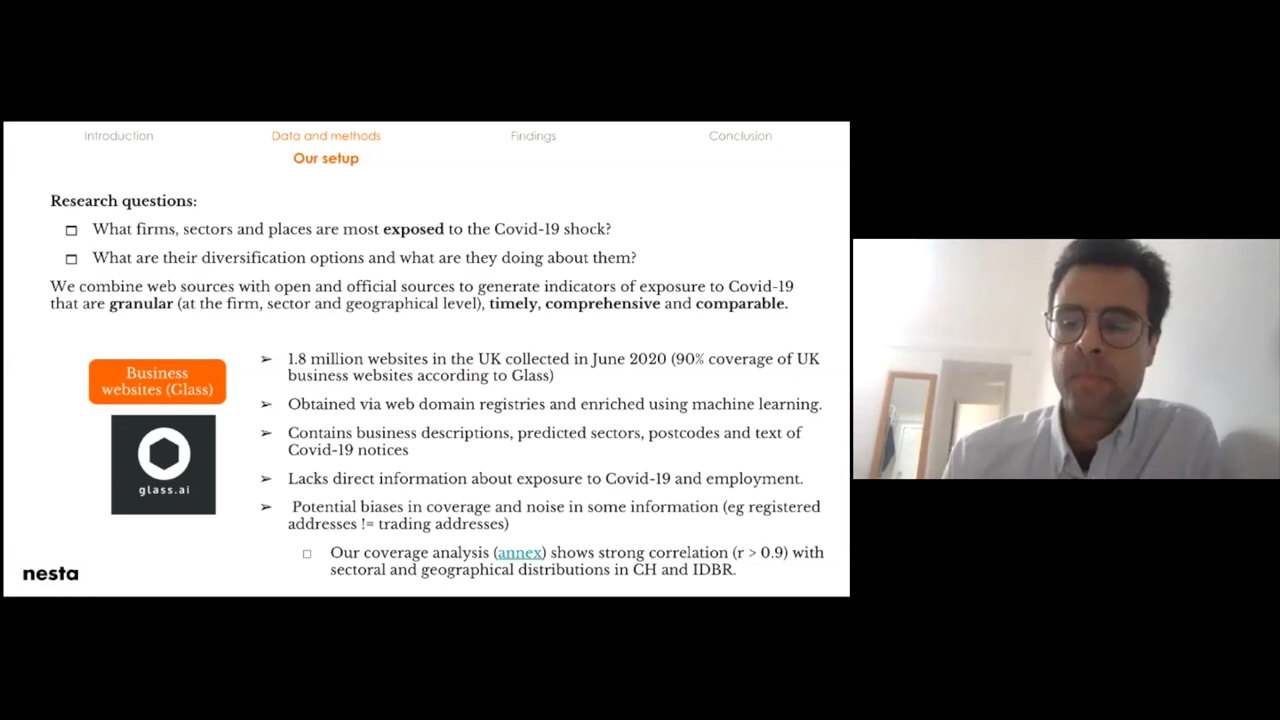 Introduction
Data and methods
Findings
Conclusion
Our setup
Research questions:
What firms, sectors and places are most exposed to the Covid-19 shock?
What are their diversification options and what are they doing about them?
We combine web sources with open and official sources to generate indicators of exposure to Covid-19
that are granular (at the firm, sector and geographical level), timely, comprehensive and comparable.
Business
websites (Glass)
glass.ai
➢ 1.8 million websites in the UK collected in June 2020 (90% coverage of UK
business websites according to Glass)
➢ Obtained via web domain registries and enriched using machine learning.
➢ Contains business descriptions, predicted sectors, postcodes and text of
Covid-19 notices
➢ Lacks direct information about exposure to Covid-19 and employment.
➢ Potential biases in coverage and noise in some information (eg registered
addresses != trading addresses)
Our coverage analysis (annex) shows strong correlation (r > 0.9) with
sectoral and geographical distributions in CH and IDBR.
nesta